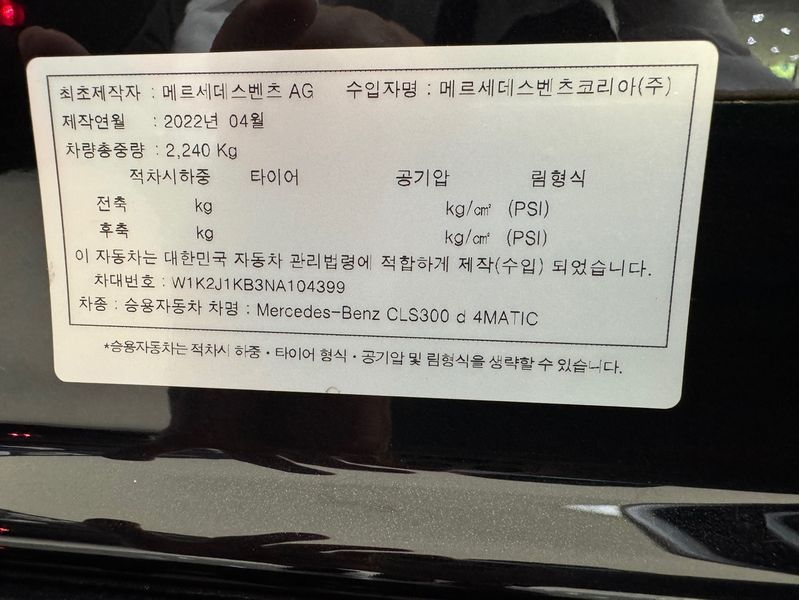 최초제작자 : 메르세데스벤츠 AG 수입자명 : 메르세데스벤츠코리아(주)
제작연월 : 2022년 04월
차량총중량 : 2,240 Kg
적차시하중 타이어 공기압 림형식
전축 kg kg/㎠ (PSI)
후축 kg kg/㎠ (PSI)
이 자동차는 대한민국 자동차 관리법령에 적합하게 제작(수입) 되었습니다.
차대번호 : W1K2J1KB3NA104399
차종 : 승용자동차 차명 : Mercedes-Benz CLS300 d 4MATIC
*승용자동차는 적차시 하중·타이어 형식·공기압 및 림형식을 생략할 수 있습니다.